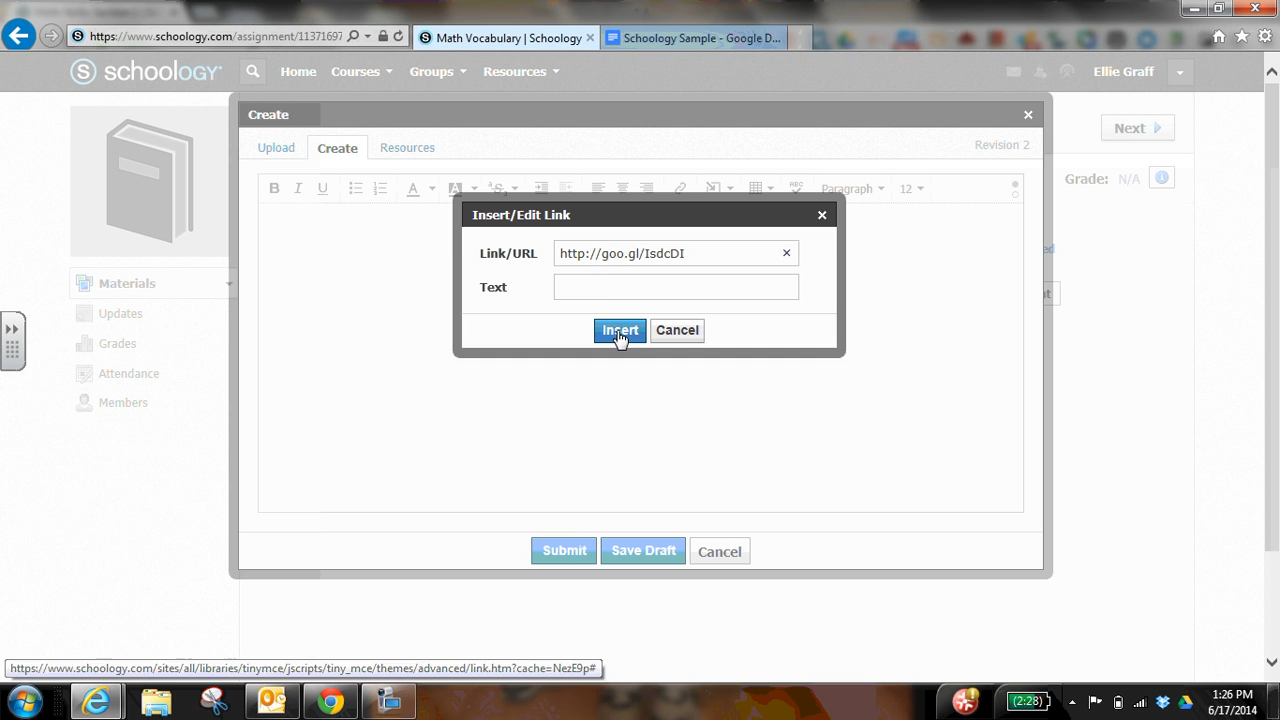 https://www.schoology.com/assignment/11371697
Math Vocabulary | Schoology
Schoology Sample - Google D...
S schoology
Home
Courses
Groups
Resources
Ellie Graff
Create
Next
Upload
Create
Resources
Revision 2
Grade: N/A
B I U
A
A
Paragraph
12
ABC
Insert/Edit Link
Link/URL
http://goo.gl/IsdcDI
Text
Insert
Cancel
Materials
Updates
Grades
Attendance
Members
Submit
Save Draft
Cancel
https://www.schoology.com/sites/all/libraries/tinymce/jscripts/tiny_mce/themes/advanced/link.htm?cache=NezE9p#
(2:28)
1:26 PM
6/17/2014